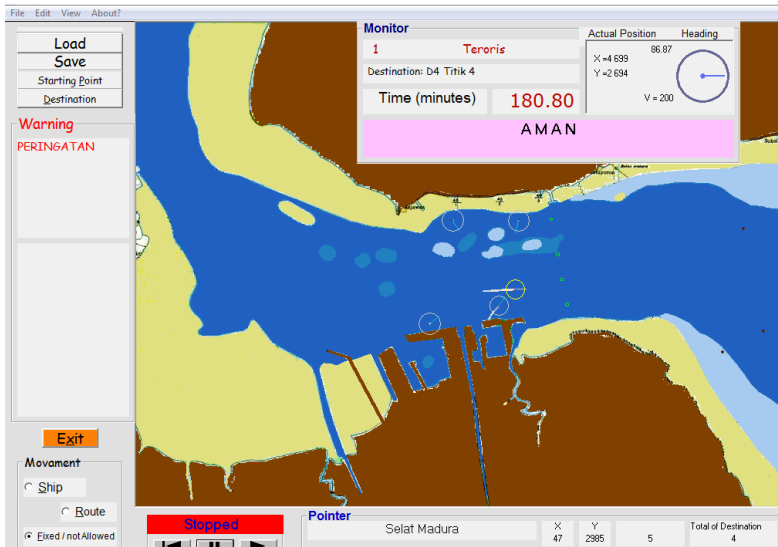 File Edit View About?
Load
Save
Starting Point
Destination
Warning
PERINGATAN
Exit
Movament
Ship
Route
Fixed / not Allowed
Monitor
1 Teroris
Destination: D4 Titik 4
Time (minutes) 180.80
AMAN
Actual Position Heading
86.87
X =4 699
Y =2 694
V = 200
Stopped
Pointer
Selat Madura
X Y Total of Destination
47 2985 5 4